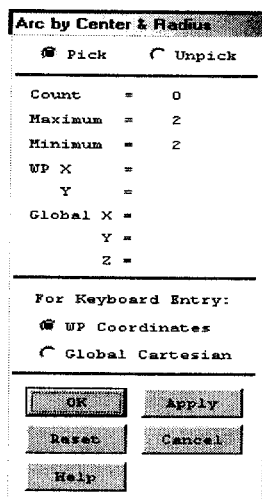 Arc by Center & Radius
Pick Unpick
Count = 0
Maximum = 2
Minimum = 2
WP X =
Y =
Global X =
Y =
Z =
For Keyboard Entry:
WP Coordinates
Global Cartesian
OK Apply
Reset Cancel
Help